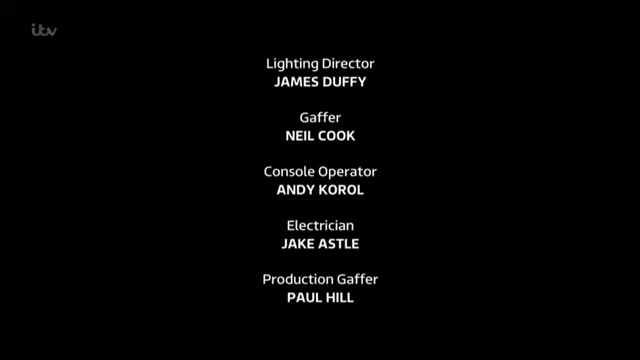 itv
Lighting Director
JAMES DUFFY
Gaffer
NEIL COOK
Console Operator
ANDY KOROL
Electrician
JAKE ASTLE
Production Gaffer
PAUL HILL